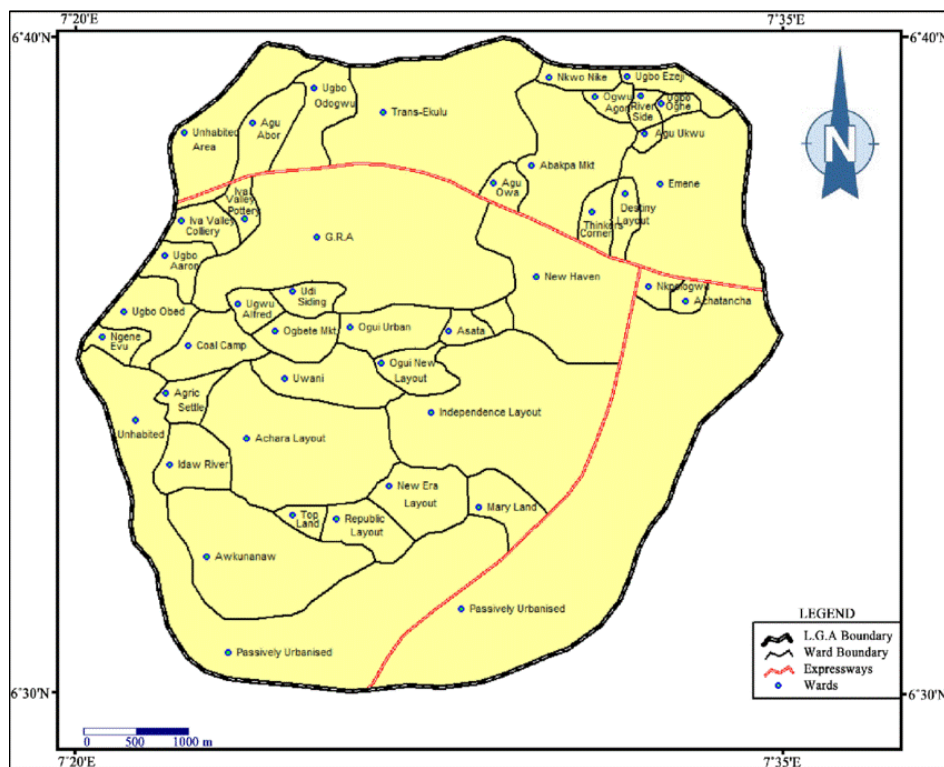 7°20'E
7°35'E
6°40'N
6°40'N
N
Nkwo Nike
Ugbo Ezeji
Ugbo
Odogwu
Ogwu
Agor
River
Side
Ugbo
Oghe
Trans-Ekulu
Agu
Abor
Unhabited
Area
Agu Ukwu
Abakpa Mkt
Agu
Owa
Emene
Iva
Valley
Pottery
Destiny
Layout
Thinkers
Corner
Iva Valley
Colliery
G.R.A
Ugbo
Aaron
New Haven
Nkpologwu
Achatancha
Udi
Siding
Ugwu
Alfred
Ugbo Obed
Ogbete Mkt
Ogui Urban
Asata
Ngene
Evu
Coal Camp
Ogui New
Layout
Uwani
Agric
Settle
Independence Layout
Unhabited
Achara Layout
Idaw River
New Era
Layout
Mary Land
Top
Land
Republic
Layout
Awkunanaw
Passively Urbanised
Passively Urbanised
LEGEND
L.G.A Boundary
Ward Boundary
Expressways
Wards
6°30'N
6°30'N
0 500 1000 m
7°20'E
7°35'E